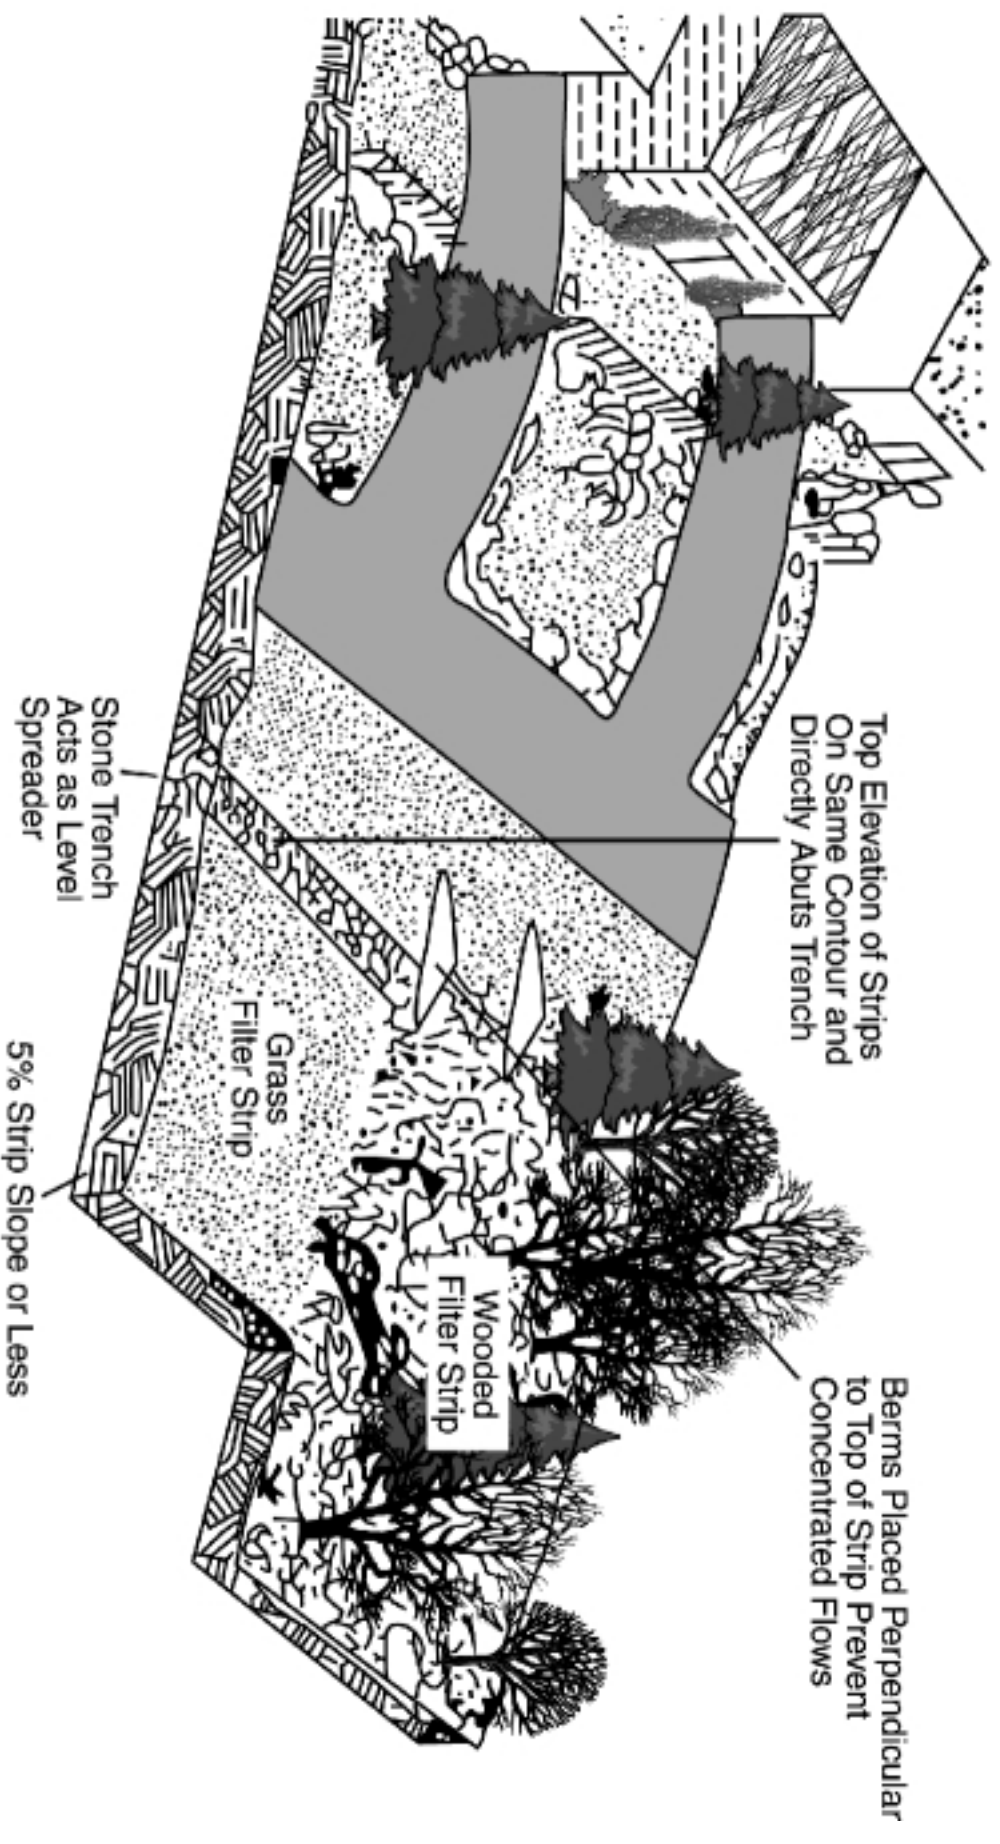 Top Elevation of Strips
On Same Contour and
Directly Abuts Trench
Berms Placed Perpendicular
to Top of Strip Prevent
Concentrated Flows
Wooded
Filter Strip
Grass
Filter Strip
Stone Trench
Acts as Level
Spreader
5% Strip Slope or Less